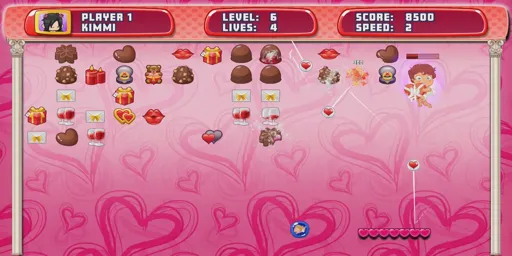 PLAYER 1
KIMMI
LEVEL: 6
LIVES: 4
SCORE: 8500
SPEED: 2